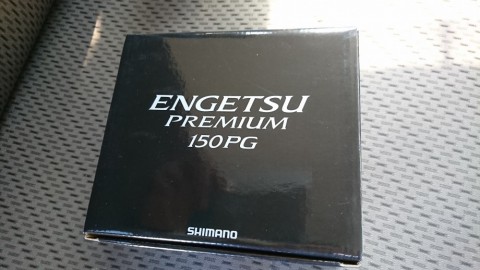 ENGETSU
PREMIUM
150PG
SHIMANO